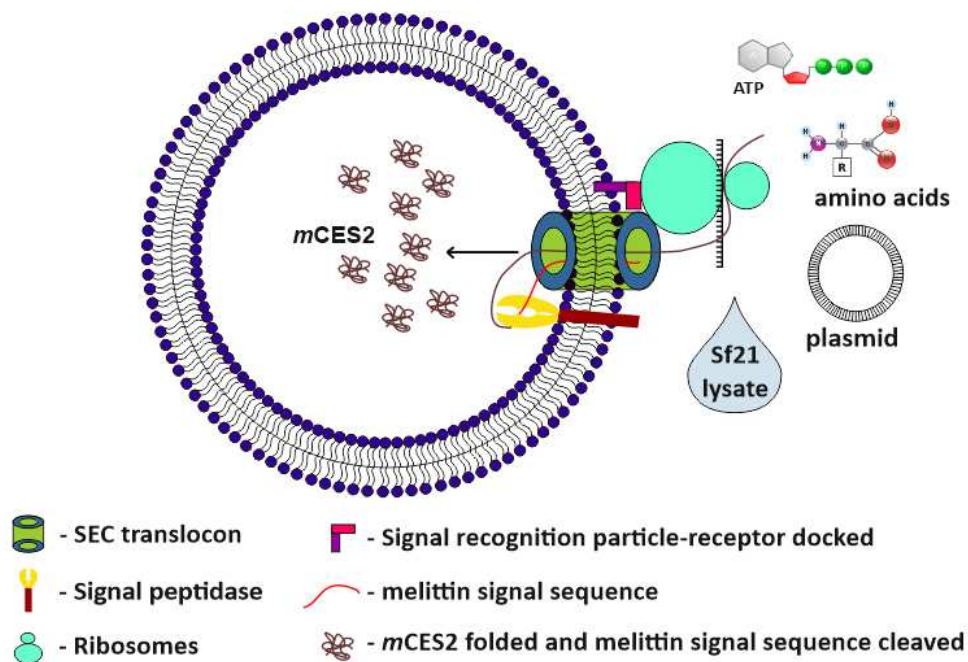 ATP
H
H
H
N
H
R
amino acids
mCES2
plasmid
Sf21
lysate
- SEC translocon
- Signal recognition particle-receptor docked
- Signal peptidase
- melittin signal sequence
- Ribosomes
- mCES2 folded and melittin signal sequence cleaved